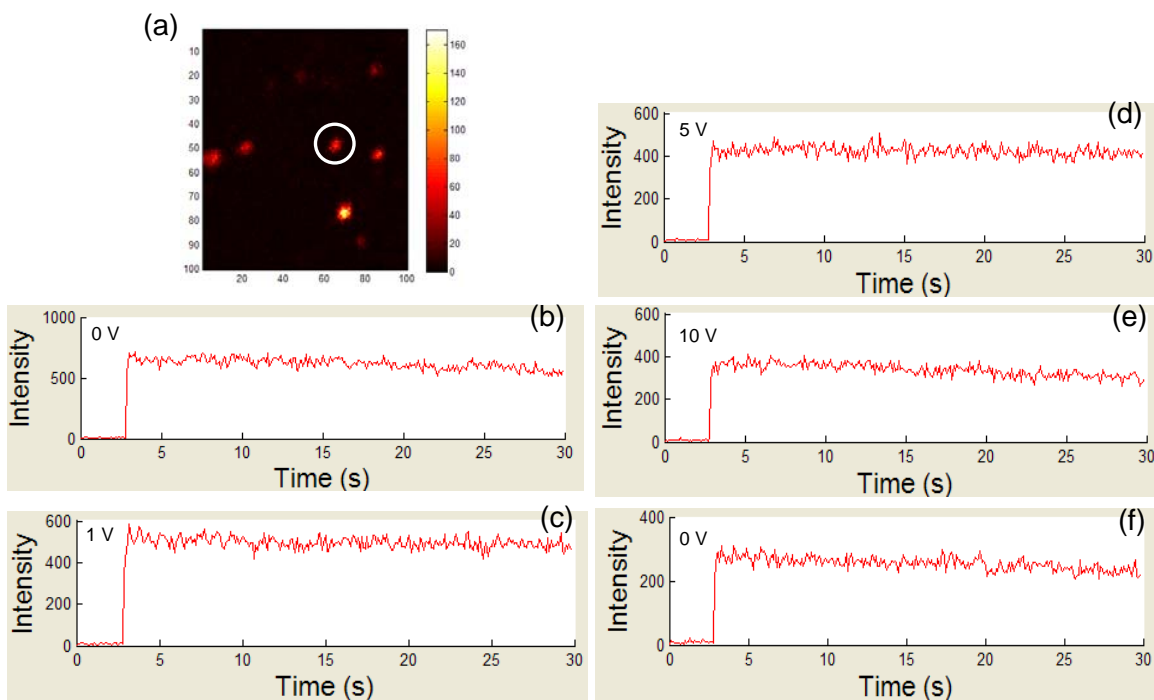 (a)
10
20
30
40
50
60
70
80
90
100
20 40 60 80 100
160
140
120
100
80
60
40
20
0
(b)
0 V
Intensity
1000
500
0
0 5 10 15 20 25 30
Time (s)
(c)
1 V
Intensity
600
400
200
0
0 5 10 15 20 25 30
Time (s)
(d)
5 V
Intensity
600
400
200
0
0 5 10 15 20 25 30
Time (s)
(e)
10 V
Intensity
600
400
200
0
0 5 10 15 20 25 30
Time (s)
(f)
0 V
Intensity
400
200
0
0 5 10 15 20 25 30
Time (s)